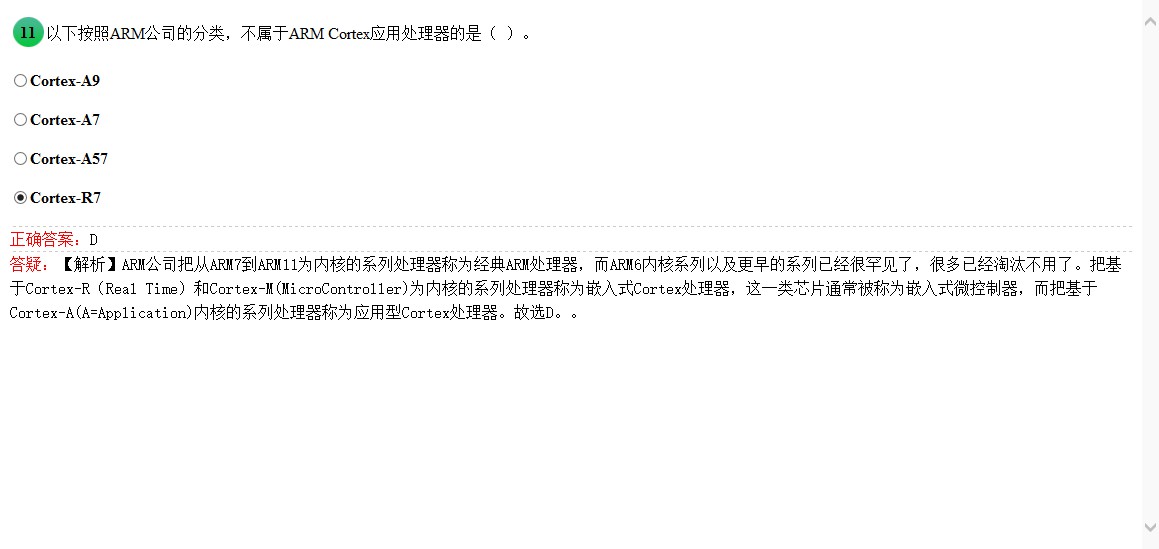 11 以下按照ARM公司的分类，不属于ARM Cortex应用处理器的是（ ）。
Cortex-A9
Cortex-A7
Cortex-A57
Cortex-R7
正确答案：D
答疑：【解析】ARM公司把从ARM7到ARM11为内核的系列处理器称为经典ARM处理器，而ARM6内核系列以及更早的系列已经很罕见了，很多已经淘汰不用了。把基
于Cortex-R（Real Time）和Cortex-M(MicroController)为内核的系列处理器称为嵌入式Cortex处理器，这一类芯片通常被称为嵌入式微控制器，而把基于
Cortex-A(A=Application)内核的系列处理器称为应用型Cortex处理器。故选D。。